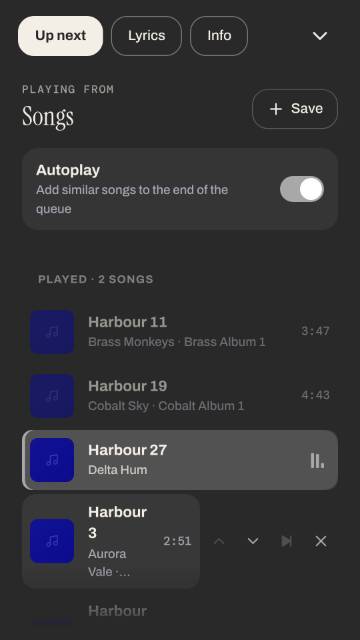 Up next
Lyrics
Info
PLAYING FROM
Songs
Save
Autoplay
Add similar songs to the end of the
queue
PLAYED · 2 SONGS
Harbour 11
Brass Monkeys · Brass Album 1
3:47
Harbour 19
Cobalt Sky · Cobalt Album 1
4:43
Harbour 27
Delta Hum
Harbour
3
Aurora
Vale ·...
2:51
Harbour